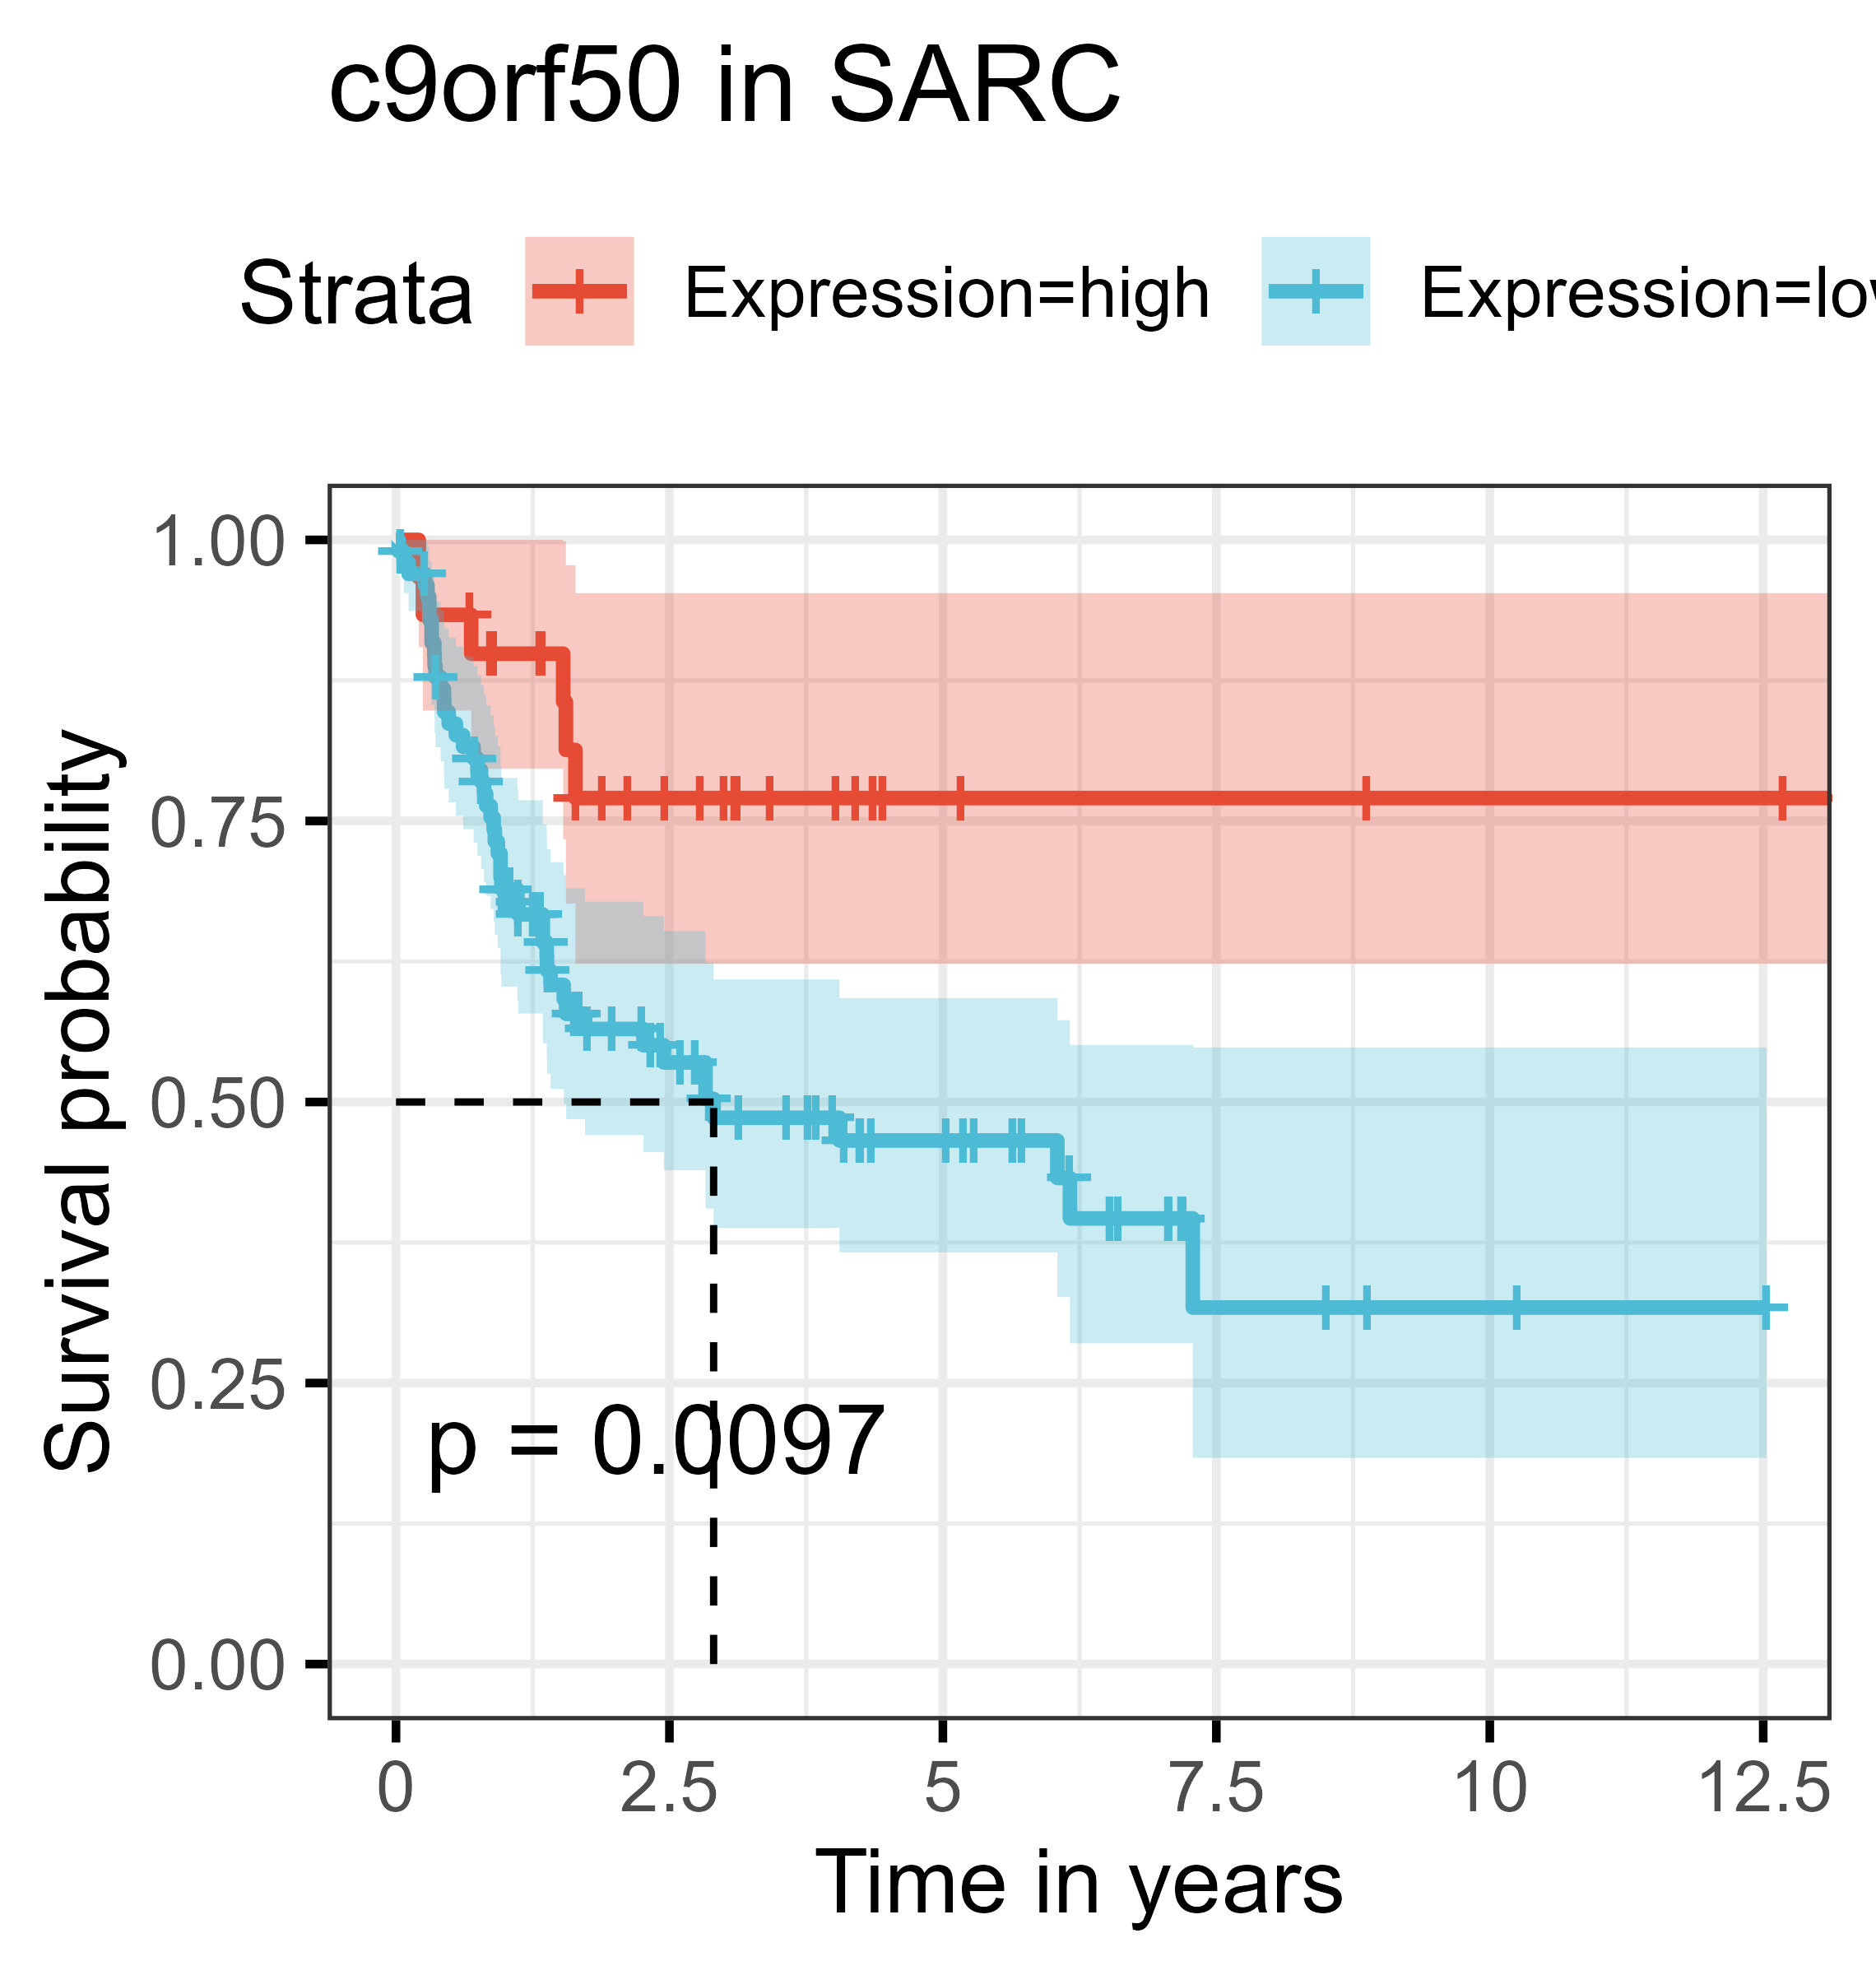 c9orf50 in SARC
Strata Expression=high Expression=lo
Survival probability
1.00
0.75
0.50
0.25
0.00
p = 0.0097
0 2.5 5 7.5 10 12.5
Time in years